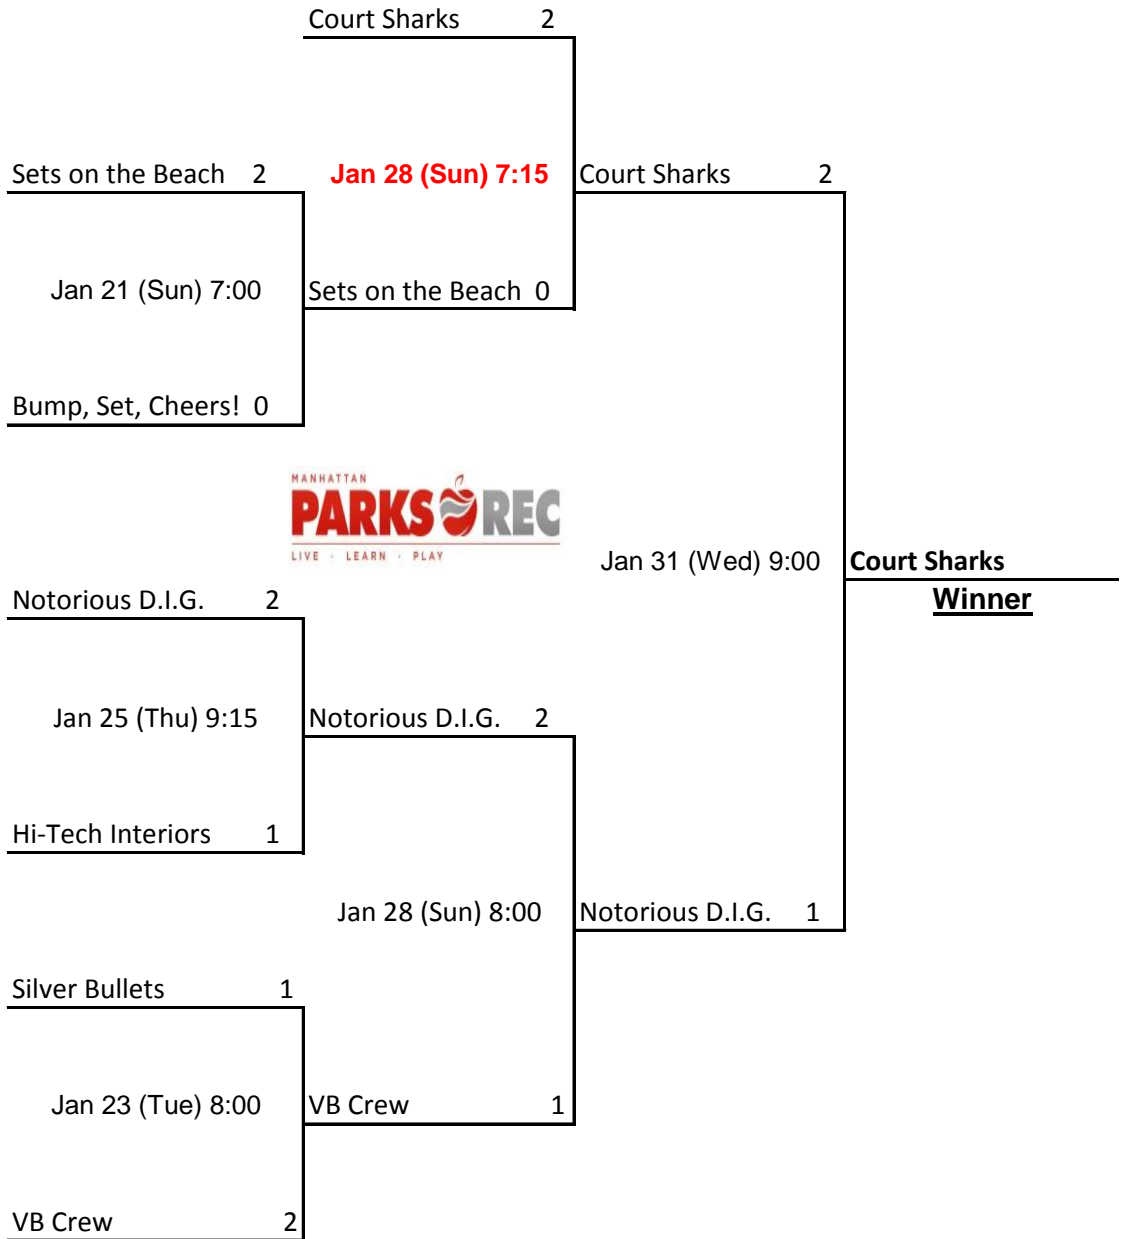 Court Sharks 2
Sets on the Beach 2
Jan 28 (Sun) 7:15
Court Sharks 2
Jan 21 (Sun) 7:00
Sets on the Beach 0
Bump, Set, Cheers! 0
MANHATTAN
PARKS REC
LIVE · LEARN · PLAY
Jan 31 (Wed) 9:00
Court Sharks
Winner
Notorious D.I.G. 2
Jan 25 (Thu) 9:15
Notorious D.I.G. 2
Hi-Tech Interiors 1
Jan 28 (Sun) 8:00
Notorious D.I.G. 1
Silver Bullets 1
Jan 23 (Tue) 8:00
VB Crew 1
VB Crew 2